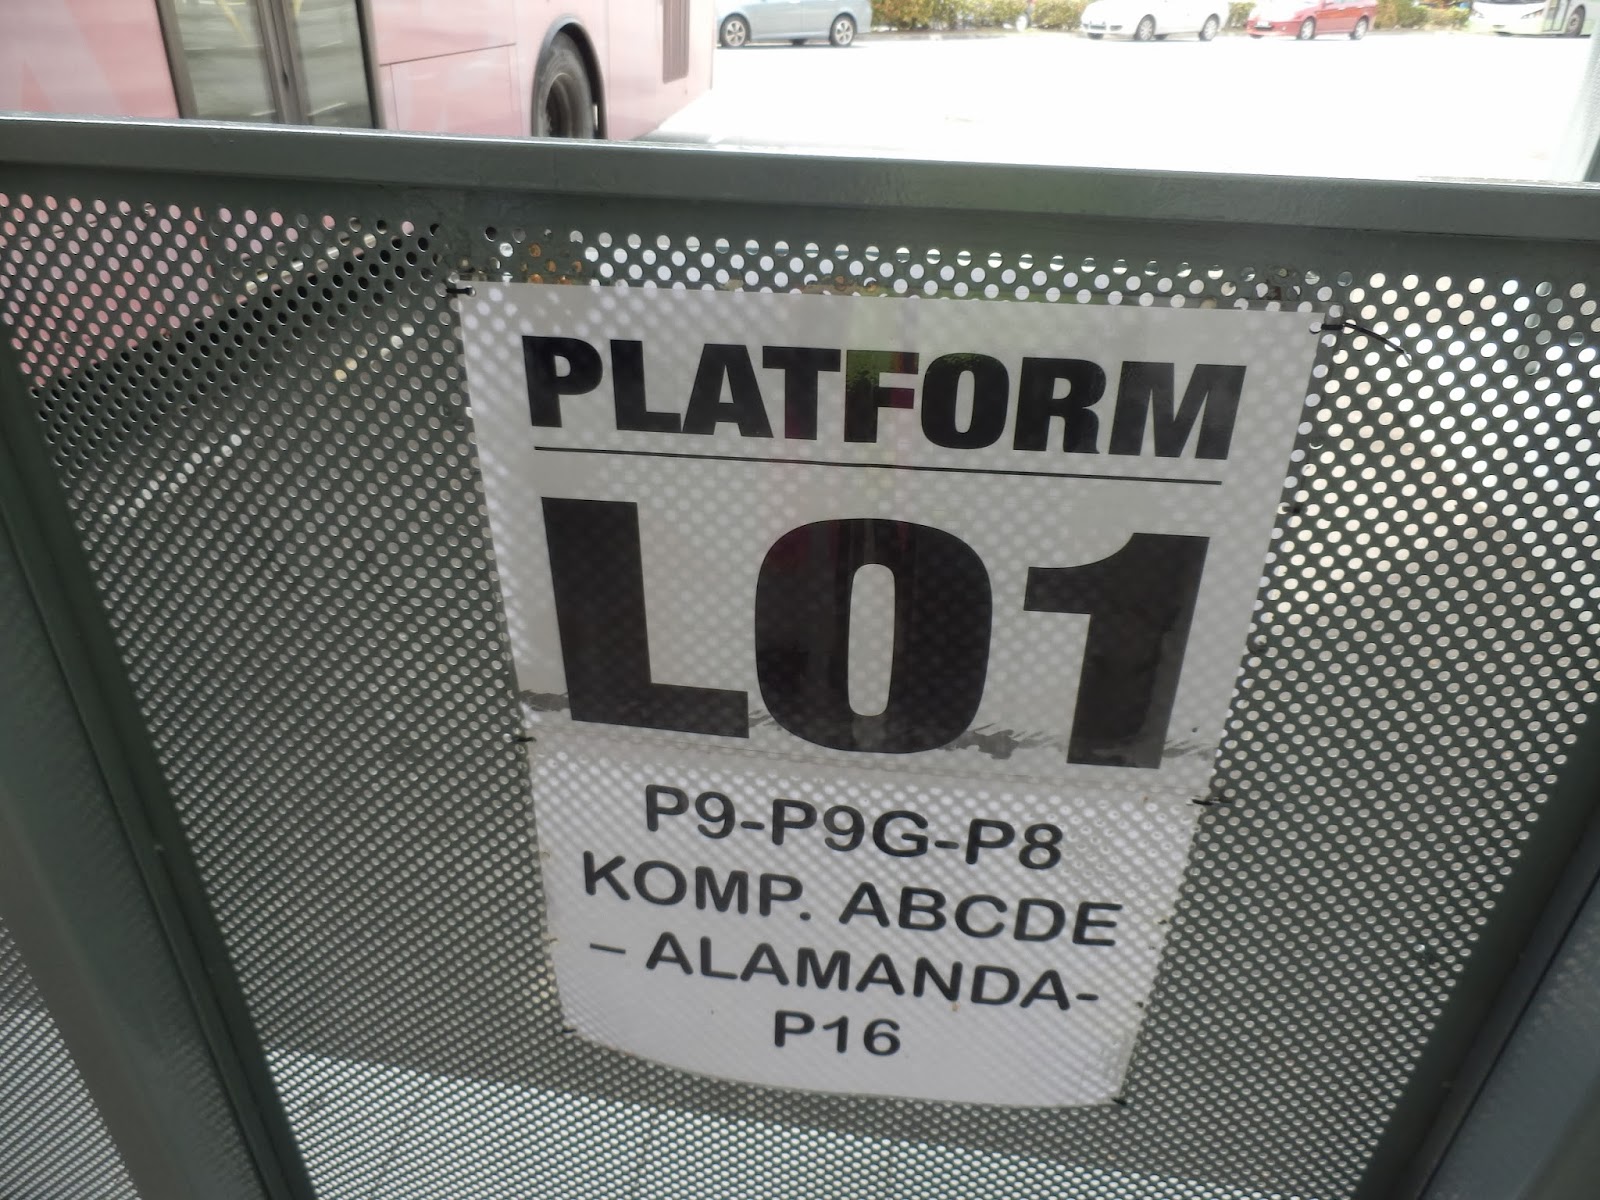 PLATFORM
L01
P9-P9G-P8
KOMP. ABCDE
– ALAMANDA-
P16